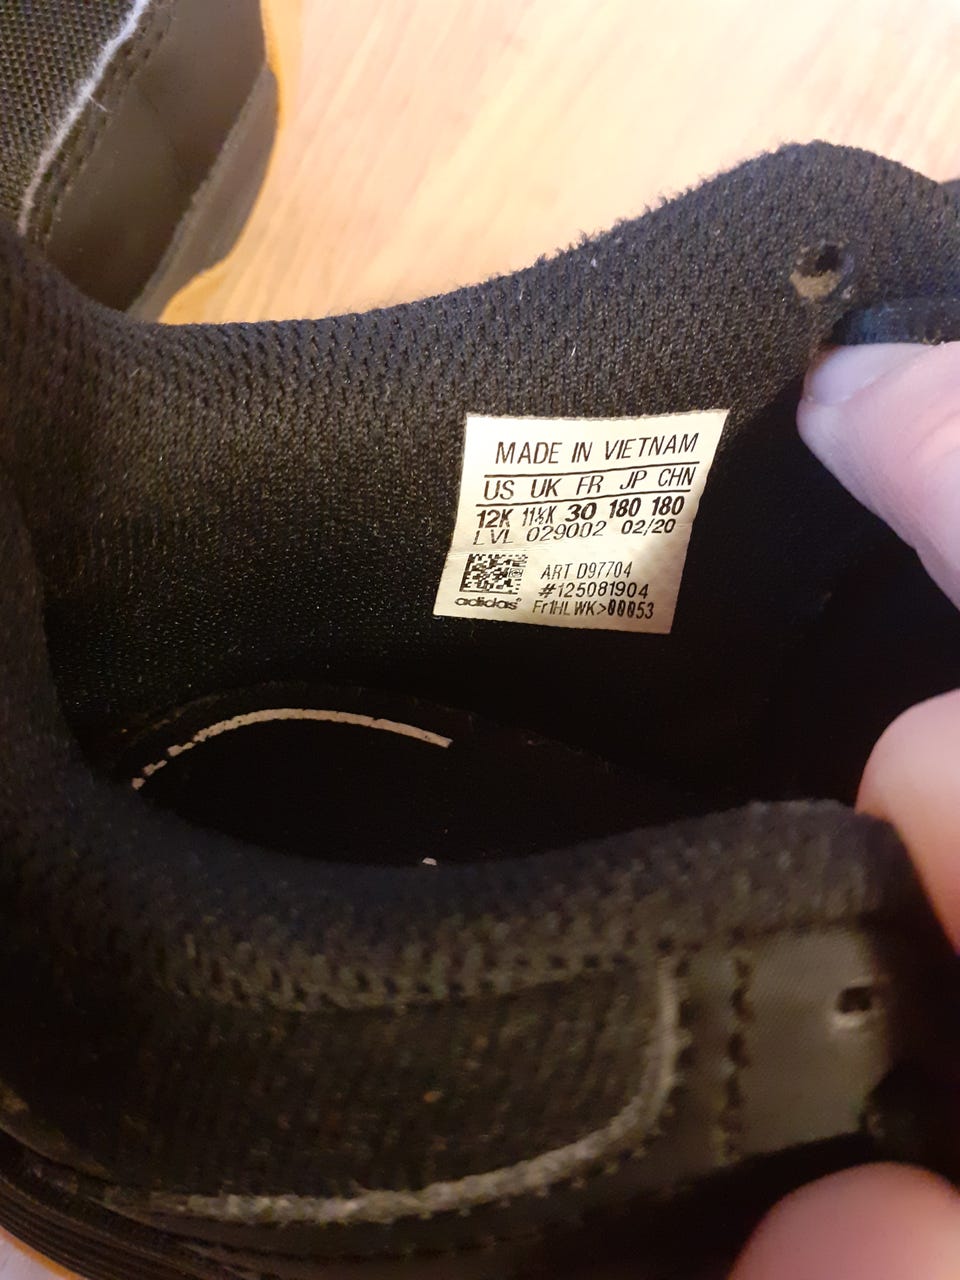 MADE IN VIETNAM
US UK FR JP CHN
12K 11½K 30 180 180
LVL 029002 02/20
ART D97704
#125081904
adidas® Fr1HLWK>00053